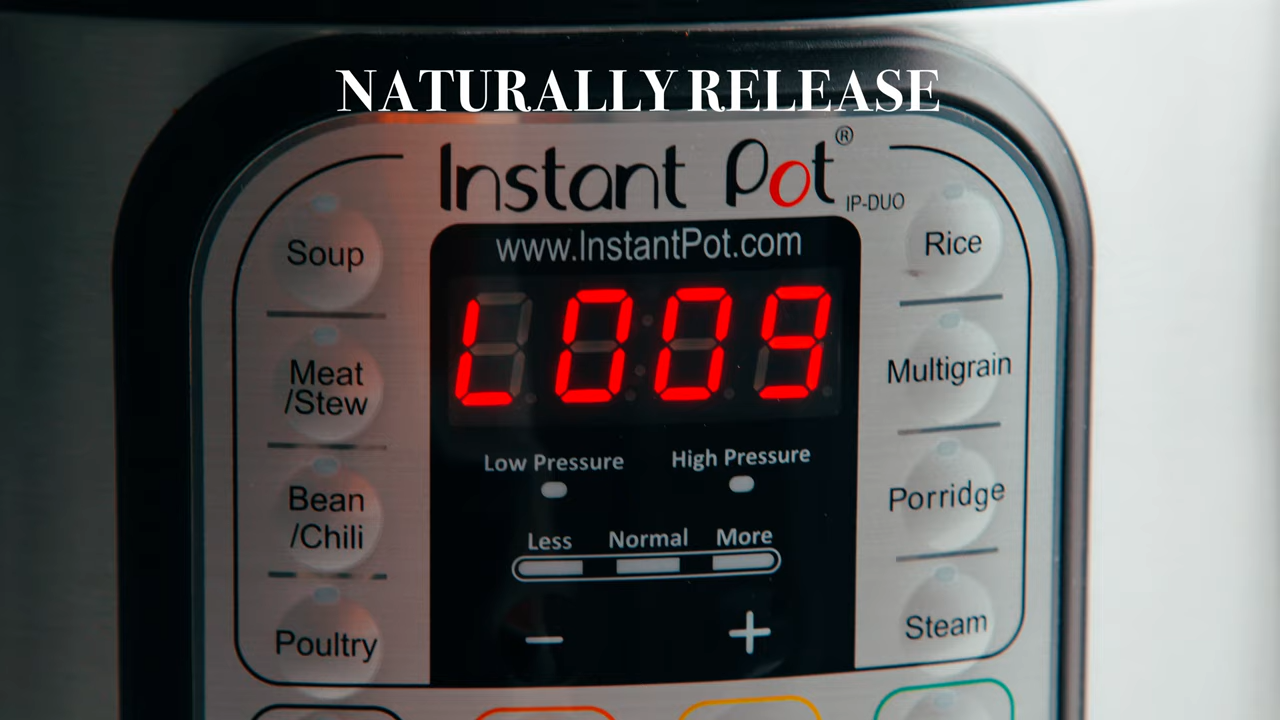 NATURALLY RELEASE
Instant Pot®
IP-DUO
www.InstantPot.com
L009
Soup
Meat
/Stew
Bean
/Chili
Poultry
Low Pressure
High Pressure
Less
Normal
More
−
+
Rice
Multigrain
Porridge
Steam